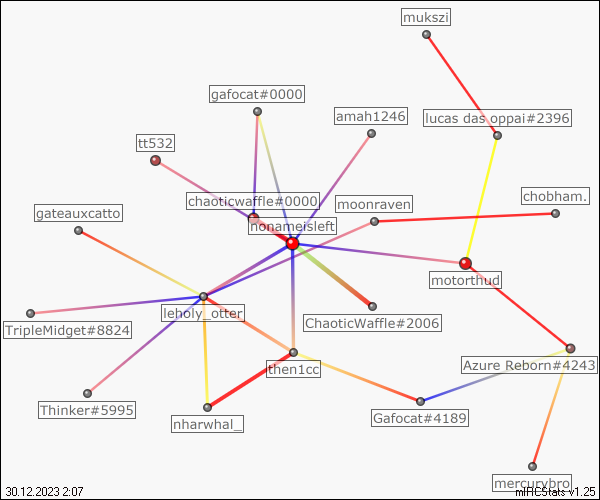 mukszi
gafocat#0000
amah1246
lucas das oppai#2396
tt532
chaoticwaffle#0000
moonraven
chobham.
gateauxcatto
nonameisleft
motorthud
leholy_otter
TripleMidget#8824
ChaoticWaffle#2006
then1cc
Azure Reborn#4243
Thinker#5995
nharwhal_
Gafocat#4189
mercurybro
30.12.2023 2:07
mIRCStats v1.25